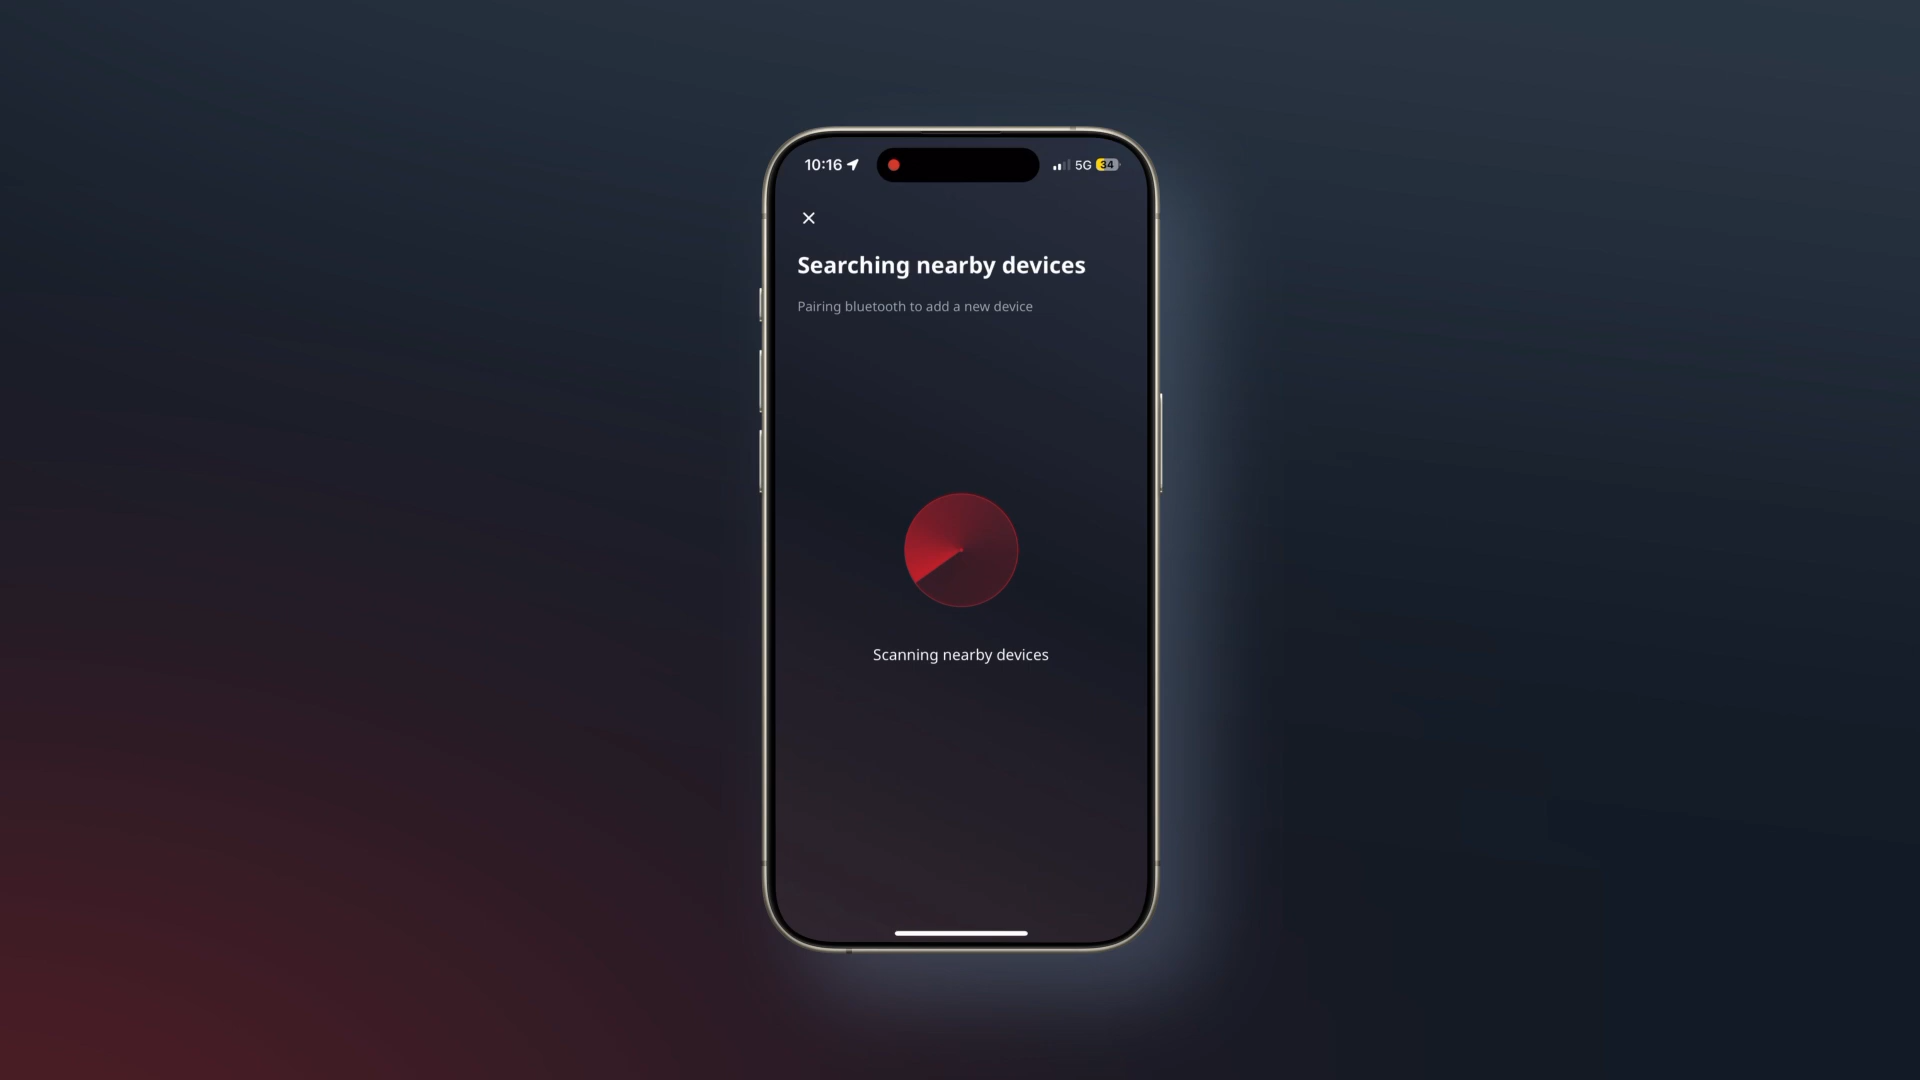 10:16 5G 34
Searching nearby devices
Pairing bluetooth to add a new device
Scanning nearby devices